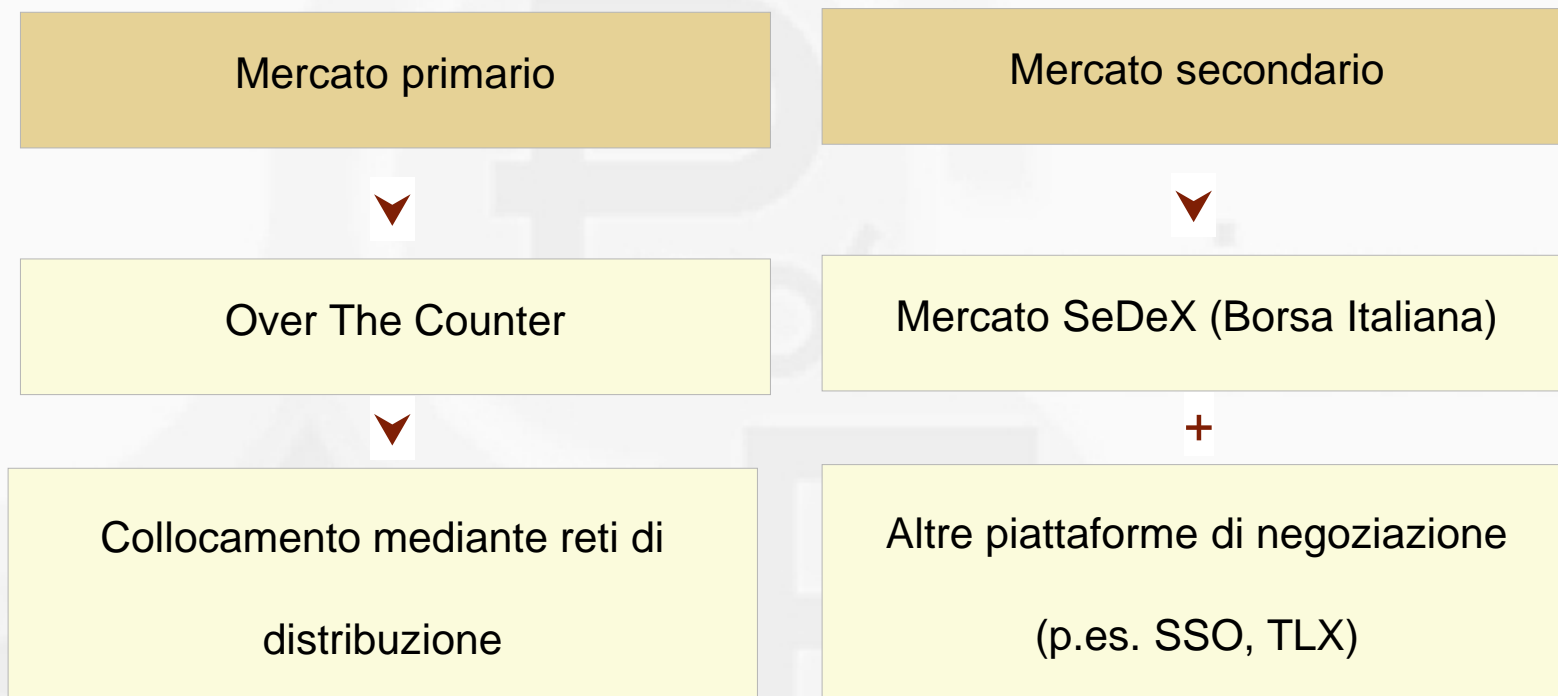 Mercato primario
Mercato secondario
Over The Counter
Mercato SeDeX (Borsa Italiana)
+
Collocamento mediante reti di
distribuzione
Altre piattaforme di negoziazione
(p.es. SSO, TLX)